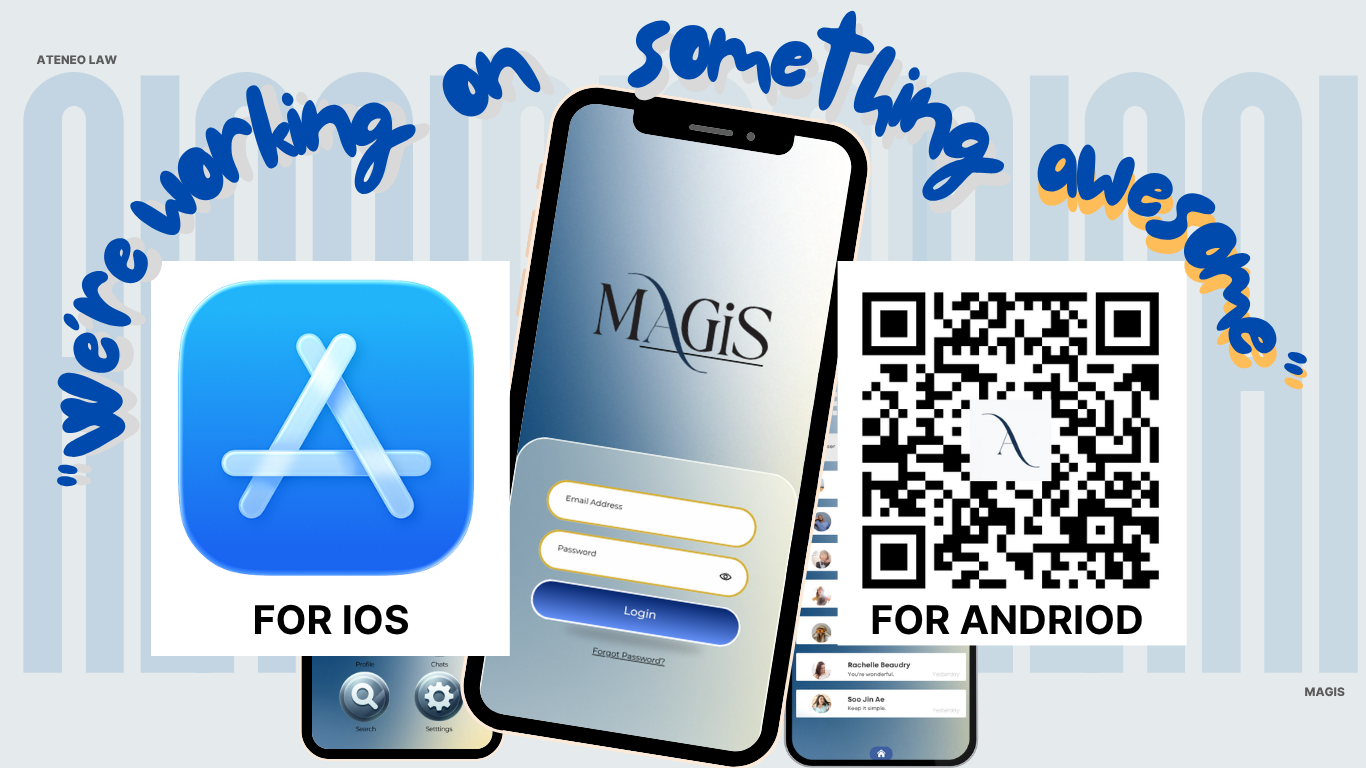 ATENEO LAW
"We're working on something awesome"
MAGiS
Email Address
Password
Login
Forgot Password?
FOR IOS
FOR ANDRIOD
Profile
Chats
Search
Setttings
Rachelle Beaudry
You're wonderful.
Yesterday
Soo Jin Ae
Keep it simple.
Yesterday
MAGIS